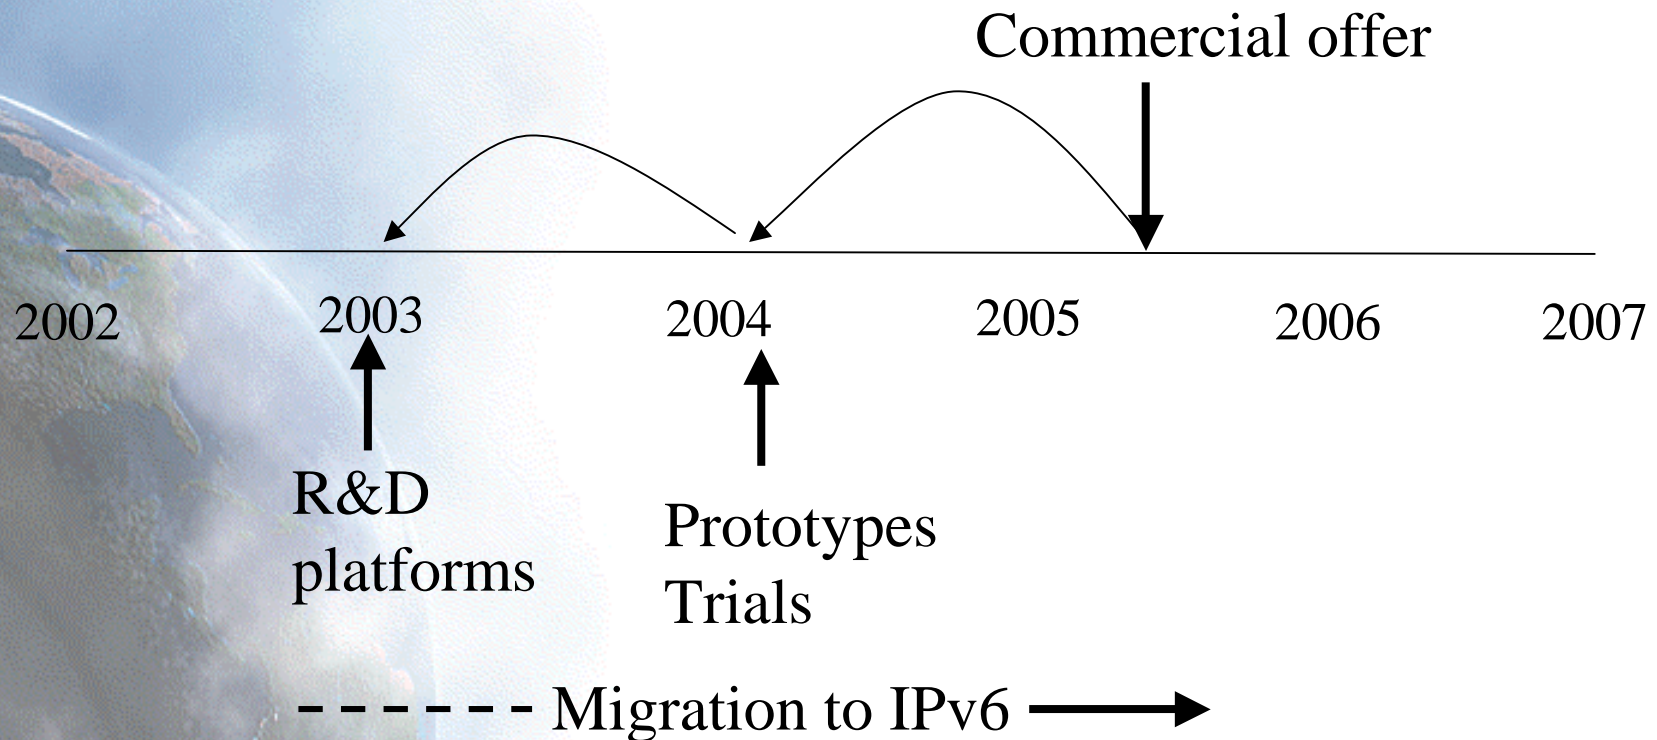 Commercial offer
2002 2003 2004 2005 2006 2007
R&D
platforms
Prototypes
Trials
Migration to IPv6